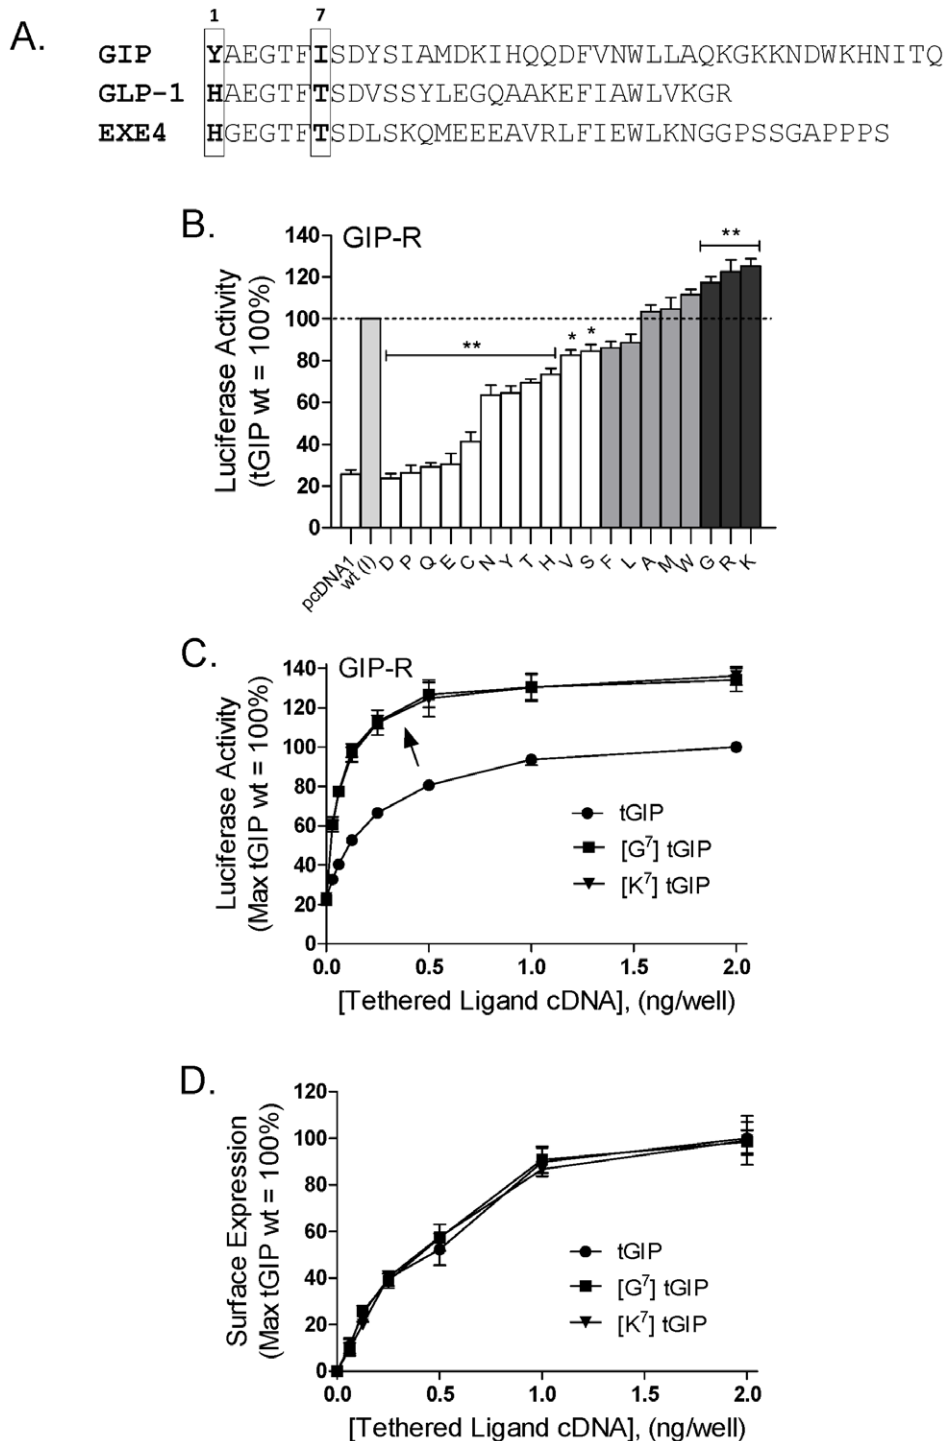 A.
1 7
GIP YAEGTFISDYSIAMDKIHQQDFVNWLLAQKGKKNDWKHNITQ
GLP-1 HAEGTFTSDVSSYLEGQAAKEFIAWLVKGR
EXE4 HGEGTFTSDLSKQMEEEAVRLFIEWLKNGGPSSGAPPPS
B.
GIP-R
Luciferase Activity
(tGIP wt = 100%)
140
120
100
80
60
40
20
0
**
*
*
**
pcDNA1 wt (I) D P Q E C N Y T H V S F L A M W G R K
C.
GIP-R
Luciferase Activity
(Max tGIP wt = 100%)
140
120
100
80
60
40
20
0
tGIP
[G⁷] tGIP
[K⁷] tGIP
0.0 0.5 1.0 1.5 2.0
[Tethered Ligand cDNA], (ng/well)
D.
Surface Expression
(Max tGIP wt = 100%)
120
100
80
60
40
20
0
tGIP
[G⁷] tGIP
[K⁷] tGIP
0.0 0.5 1.0 1.5 2.0
[Tethered Ligand cDNA], (ng/well)